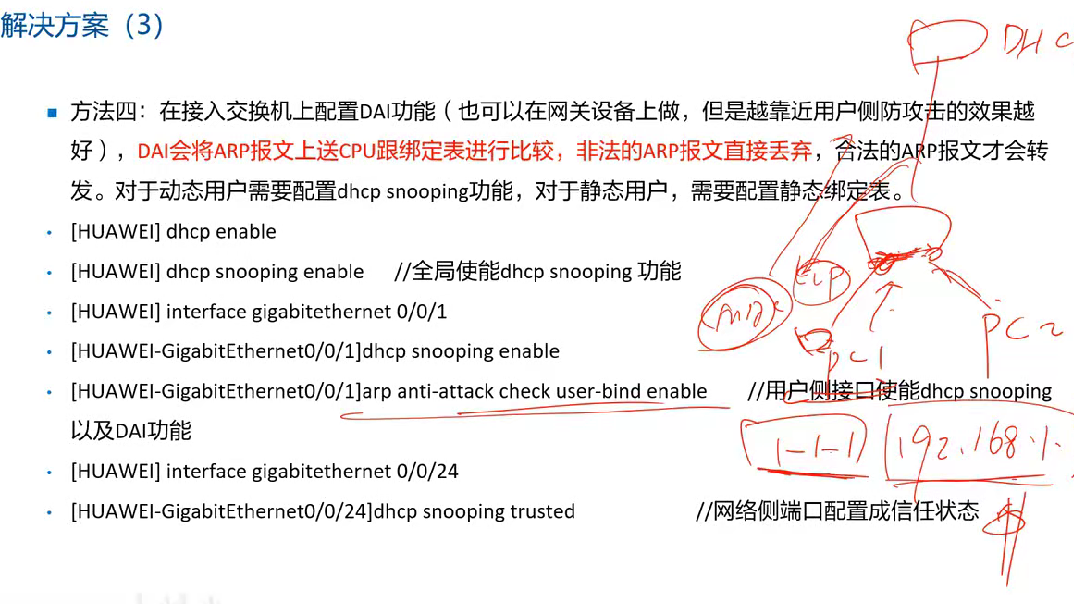 解决方案（3）
DHC
方法四：在接入交换机上配置DAI功能（也可以在网关设备上做，但是越靠近用户侧防攻击的效果越
好），DAI会将ARP报文上送CPU跟绑定表进行比较，非法的ARP报文直接丢弃，合法的ARP报文才会转
发。对于动态用户需要配置dhcp snooping功能，对于静态用户，需要配置静态绑定表。
[HUAWEI] dhcp enable
[HUAWEI] dhcp snooping enable //全局使能dhcp snooping 功能
[HUAWEI] interface gigabitethernet 0/0/1
PC2
[HUAWEI-GigabitEthernet0/0/1]dhcp snooping enable
PC1
[HUAWEI-GigabitEthernet0/0/1]arp anti-attack check user-bind enable //用户侧接口使能dhcp snooping
以及DAI功能
1-1-1 192.168.1.
[HUAWEI] interface gigabitethernet 0/0/24
[HUAWEI-GigabitEthernet0/0/24]dhcp snooping trusted //网络侧端口配置成信任状态